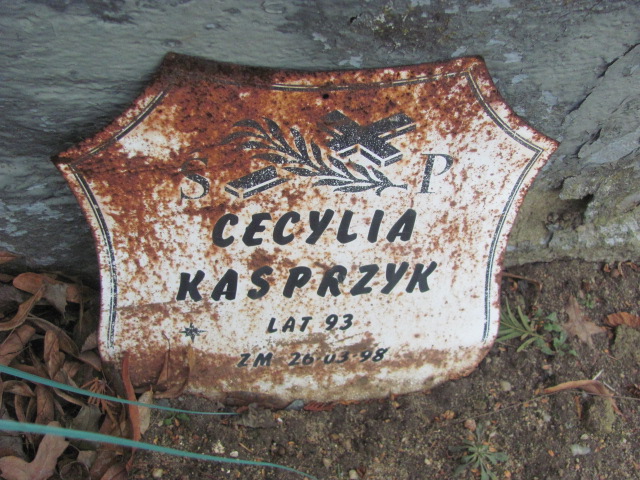 S P
CECYLIA
KASPRZYK
LAT 93
ZM 26 03 98